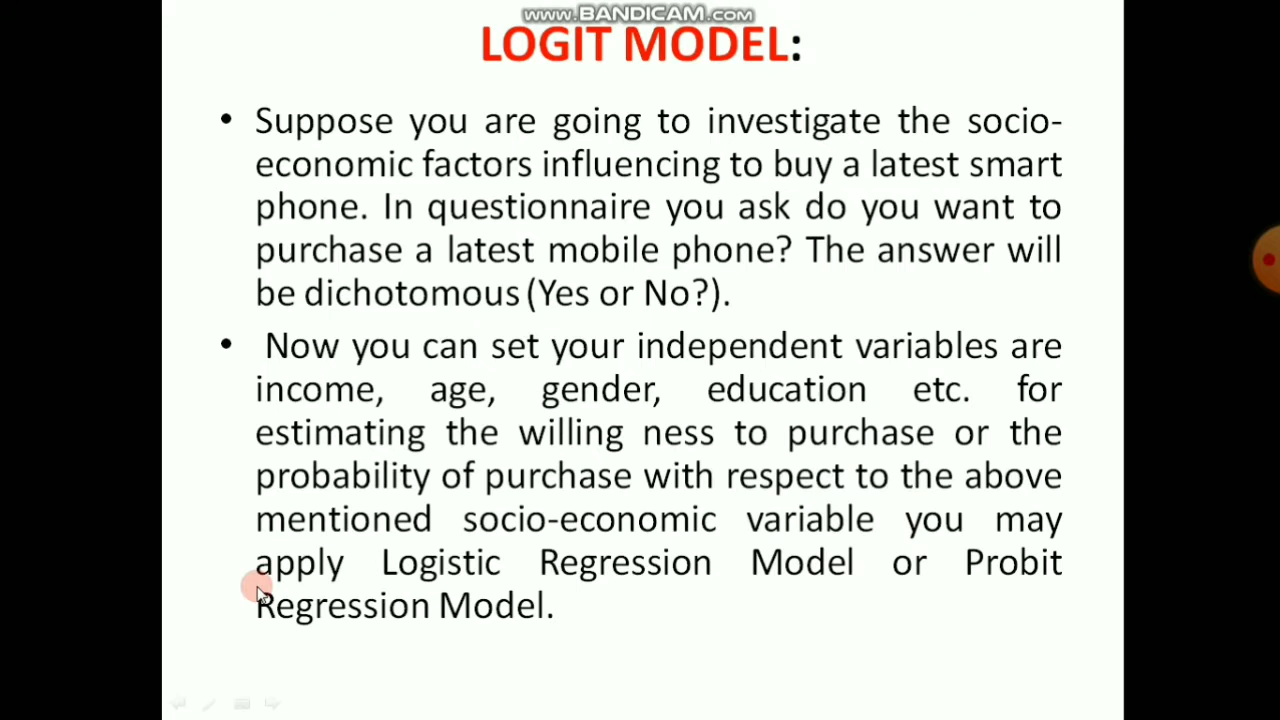 www.BANDICAM.com
LOGIT MODEL:
• Suppose you are going to investigate the socio-
economic factors influencing to buy a latest smart
phone. In questionnaire you ask do you want to
purchase a latest mobile phone? The answer will
be dichotomous (Yes or No?).
• Now you can set your independent variables are
income, age, gender, education etc. for
estimating the willing ness to purchase or the
probability of purchase with respect to the above
mentioned socio-economic variable you may
apply Logistic Regression Model or Probit
Regression Model.